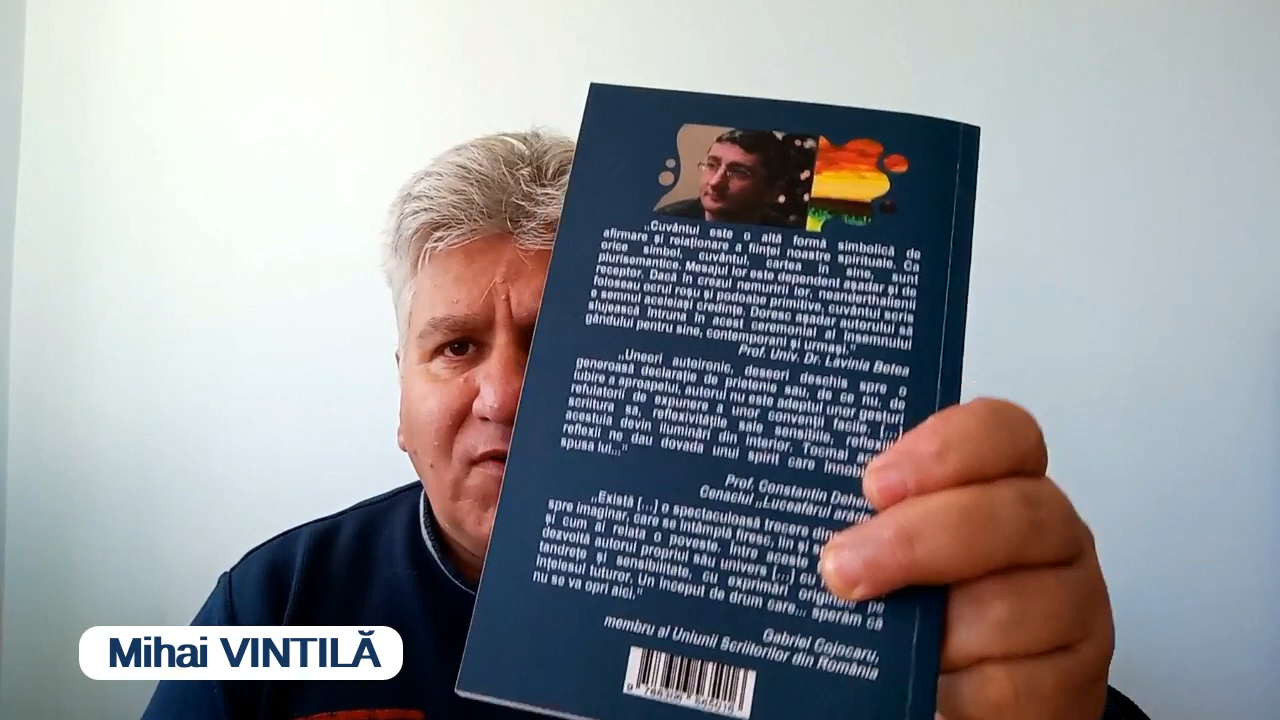 „Cuvântul este o altă formă simbolică de
afirmare și relaționare a ființei noastre spirituale. Ca
orice simbol, cuvântul, cartea în sine, sunt
plurisemantice. Mesajul lor este dependent așadar și de
receptor. Dacă în crezul nemuririi lor, neanderthalienii
foloseau ocrul roșu și podoabe primitive, cuvântul scris
e semnul aceleiași credințe. Doresc așadar autorului să
slujească întruna în acest ceremonial al însemnului
gândului pentru sine, contemporani și urmași.”
Prof. Univ. Dr. Lavinia Betea
„Uneori autoironic, deseori deschis spre o
generoasă declarație de prietenie sau, de ce nu, de
iubire a aproapelui, autorul nu este adeptul unor gesturi
refulatorii de expunere a unor convenții facile, [...]
scriitura să, reflexivitățile sale sensibile,
acestuia devin iluminări din interior. Tocmai
reflexii ne dau dovada unui spirit care
spusa lui...”
Prof. Constantin
Cenaclul „Luceafărul
„Există [...] o spectaculoasă trecere
spre imaginar, care se întâmplă firesc, lin și
și cum ai relata o poveste. Între aceste
dezvoltă autorul propriul său univers [...] cu
tandrețe și sensibilitate, cu exprimări originale pe
înțelesul tuturor. Un început de drum care... sperăm că
nu se va opri aici.”
Gabriel Cojocaru,
membru al Uniunii Scriitorilor din România
Mihai VINTILĂ